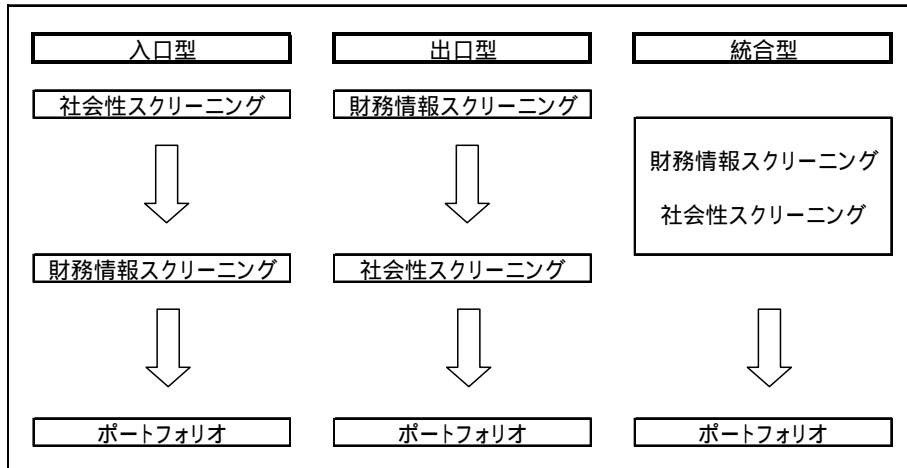 入口型
出口型
統合型
社会性スクリーニング
財務情報スクリーニング
財務情報スクリーニング
社会性スクリーニング
財務情報スクリーニング
社会性スクリーニング
ポートフォリオ
ポートフォリオ
ポートフォリオ